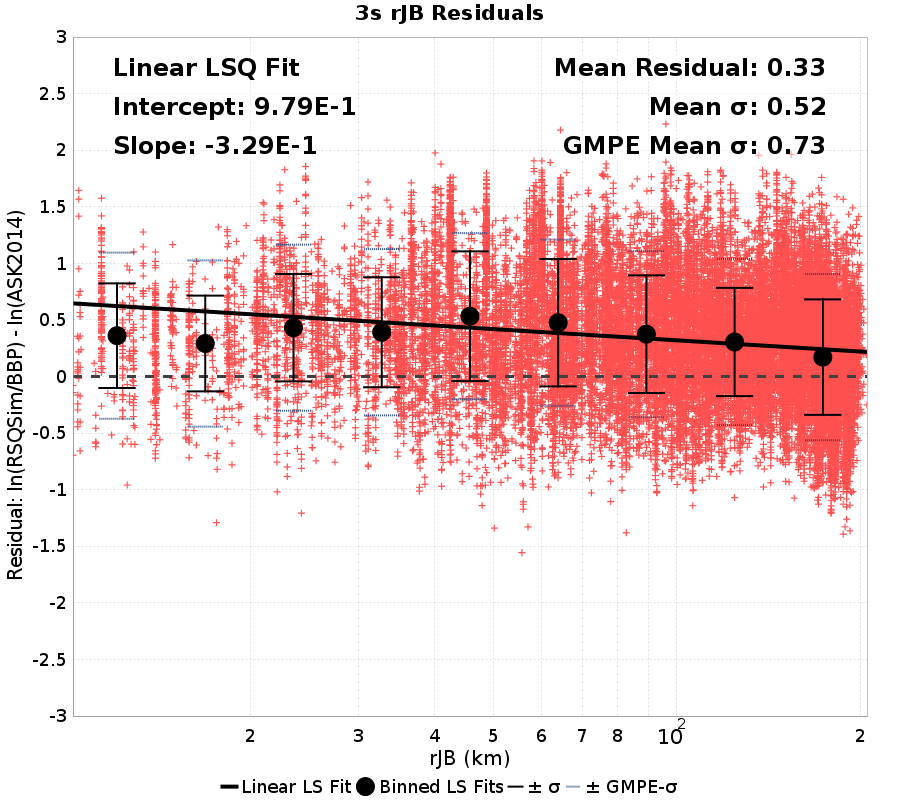 3s rJB Residuals
Linear LSQ Fit
Intercept: 9.79E-1
Slope: -3.29E-1
Mean Residual: 0.33
Mean σ: 0.52
GMPE Mean σ: 0.73
Residual: ln(RSQSim/BBP) - ln(ASK2014)
3
2.5
2
1.5
1
0.5
0
-0.5
-1
-1.5
-2
-2.5
-3
2 3 4 5 6 7 8 10² 2
rJB (km)
Linear LS Fit Binned LS Fits ± σ ± GMPE-σ